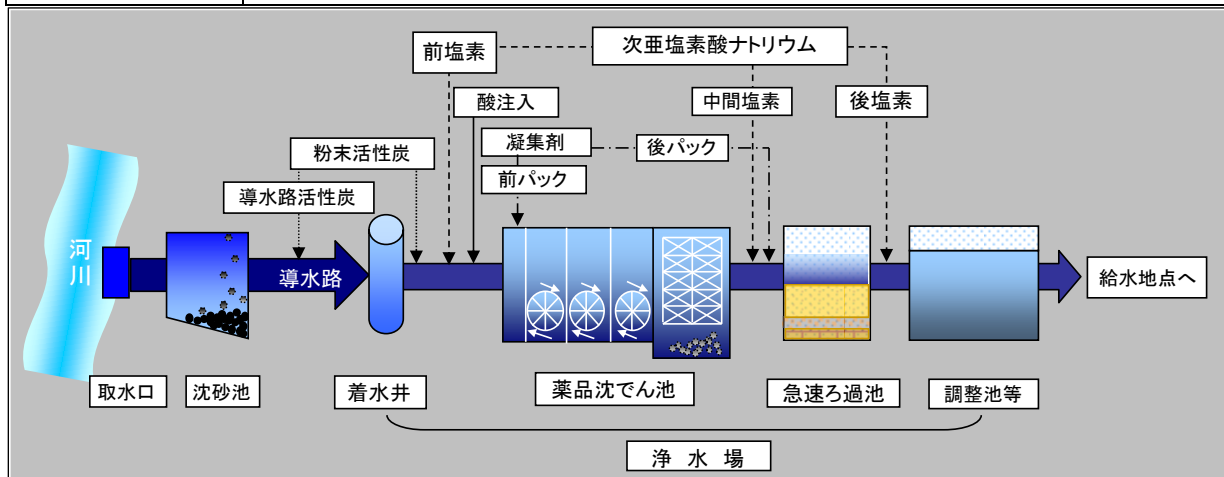 次亜塩素酸ナトリウム
前塩素
酸注入
中間塩素
後塩素
凝集剤
後パック
粉末活性炭
前パック
導水路活性炭
河川
導水路
給水地点へ
取水口
沈砂池
着水井
薬品沈でん池
急速ろ過池
調整池等
浄 水 場